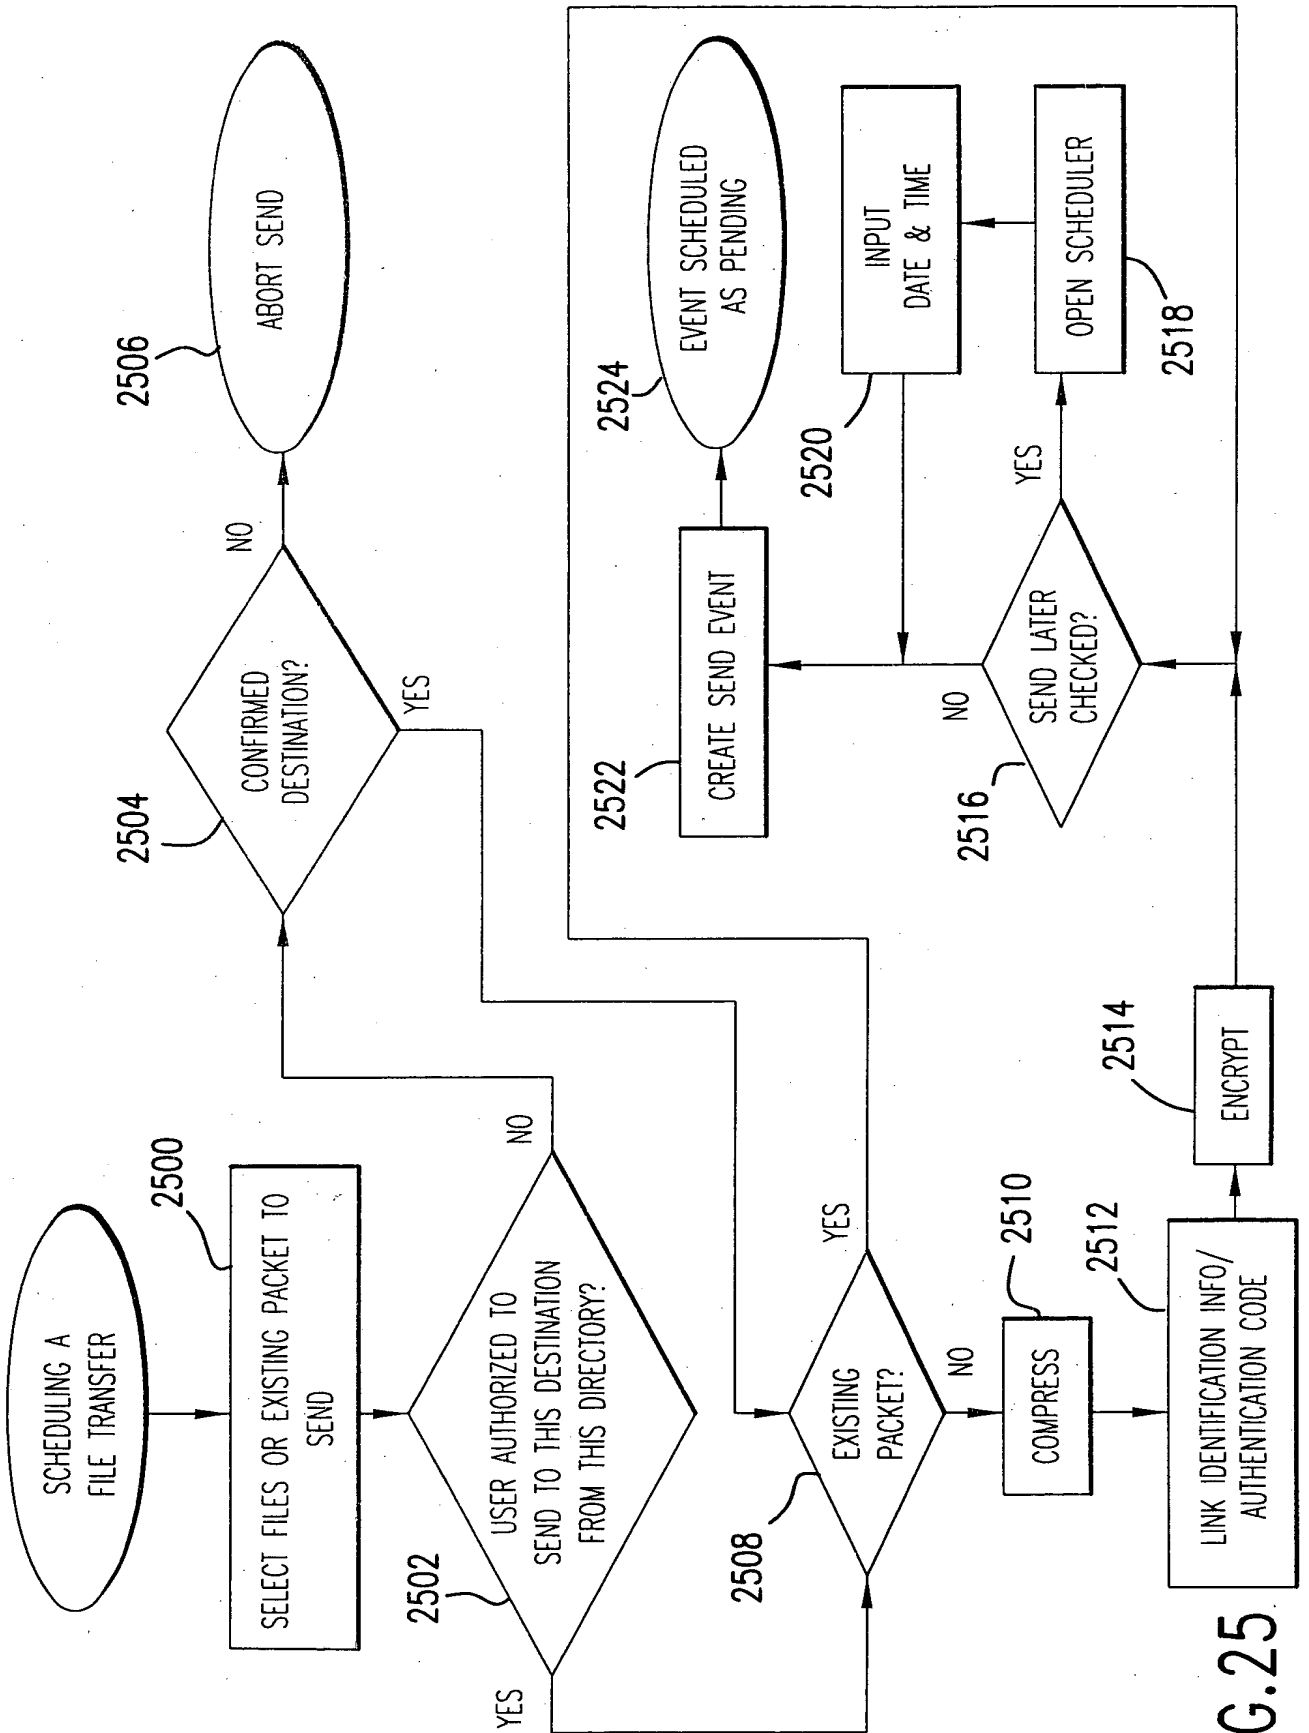 SCHEDULING A
FILE TRANSFER
2500
SELECT FILES OR EXISTING PACKET TO
SEND
2502
USER AUTHORIZED TO
SEND TO THIS DESTINATION
FROM THIS DIRECTORY?
YES
NO
2504
CONFIRMED
DESTINATION?
NO
YES
2506
ABORT SEND
2508
EXISTING
PACKET?
YES
NO
2510
COMPRESS
2512
LINK IDENTIFICATION INFO/
AUTHENTICATION CODE
2514
ENCRYPT
2516
SEND LATER
CHECKED?
NO
YES
2518
OPEN SCHEDULER
2520
INPUT
DATE & TIME
2522
CREATE SEND EVENT
2524
EVENT SCHEDULED
AS PENDING
G.25